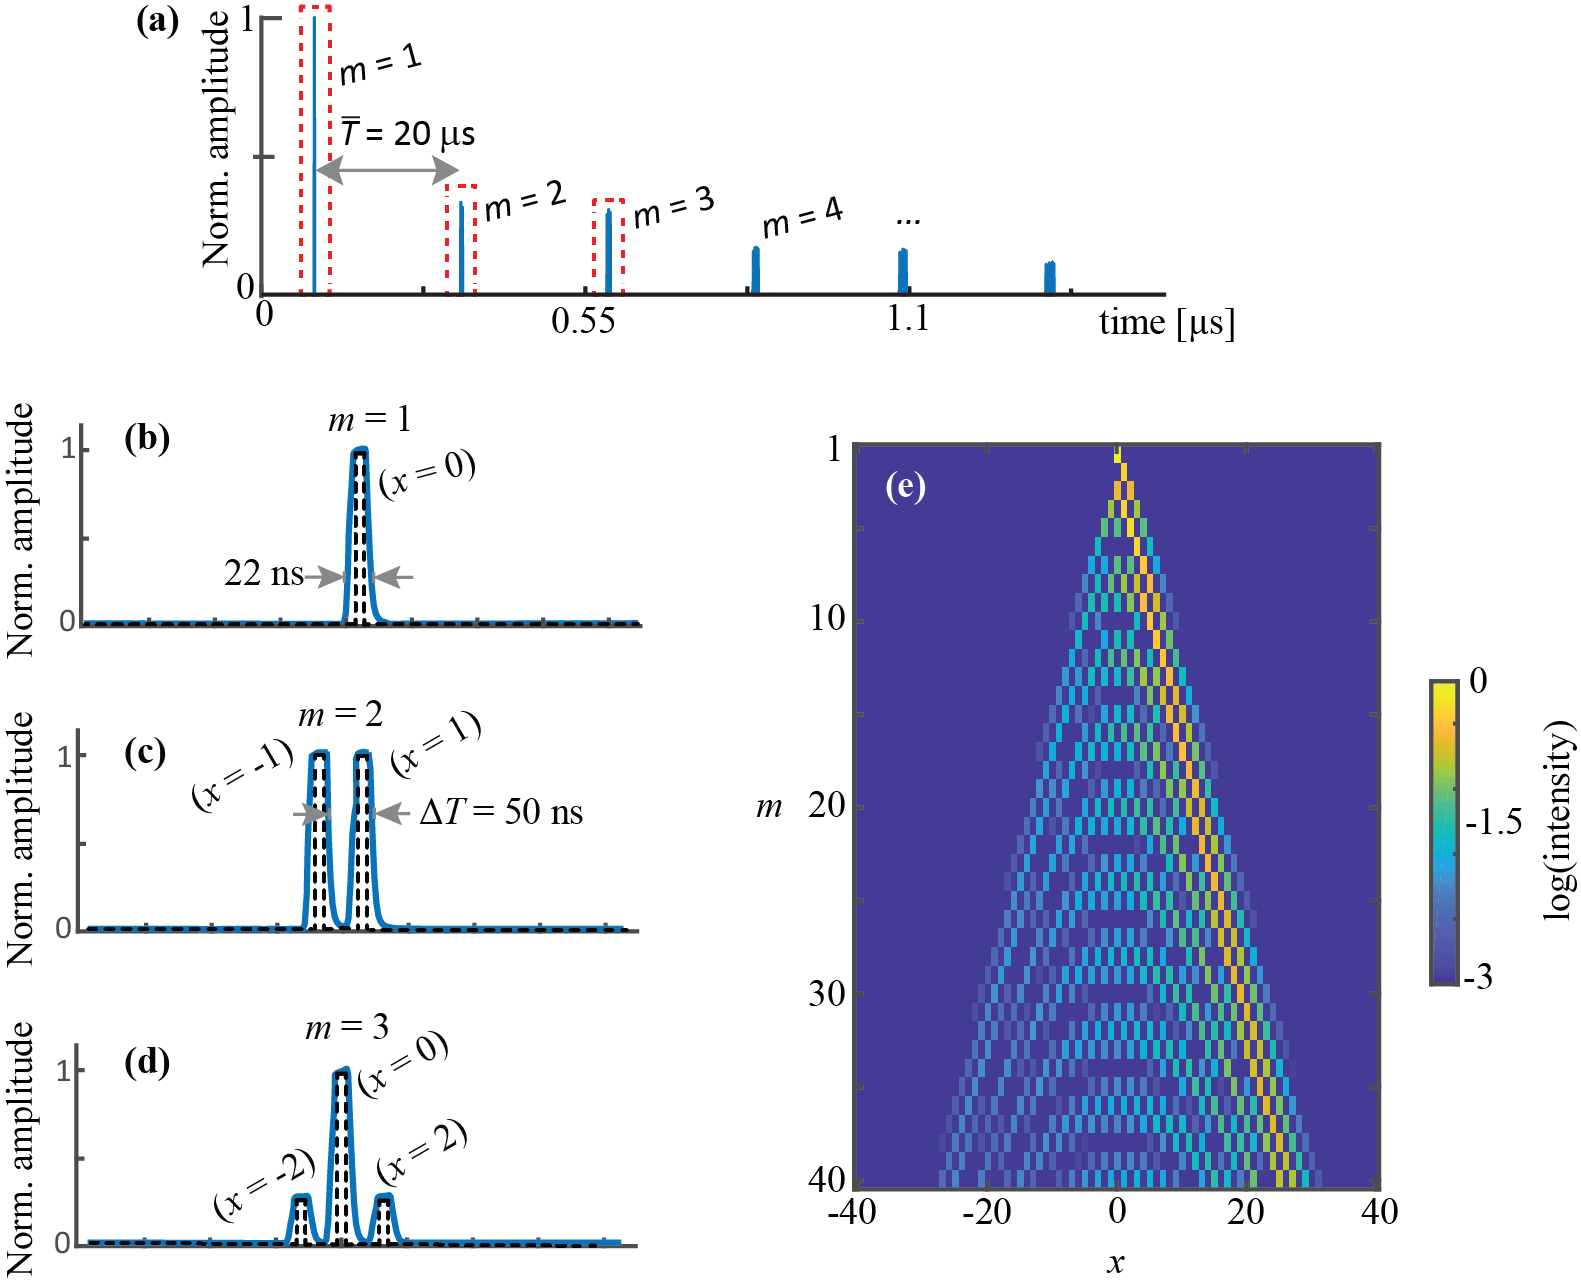 (a)
Norm. amplitude
1
0
m = 1
T̅ = 20 µs
m = 2
m = 3
m = 4
...
0
0.55
1.1
time [µs]
(b)
Norm. amplitude
1
0
m = 1
(x = 0)
22 ns
(c)
Norm. amplitude
1
0
m = 2
(x = -1)
(x = 1)
ΔT = 50 ns
(d)
Norm. amplitude
1
0
m = 3
(x = -2)
(x = 0)
(x = 2)
(e)
m
1
10
20
30
40
-40
-20
0
20
40
x
0
-1.5
-3
log(intensity)